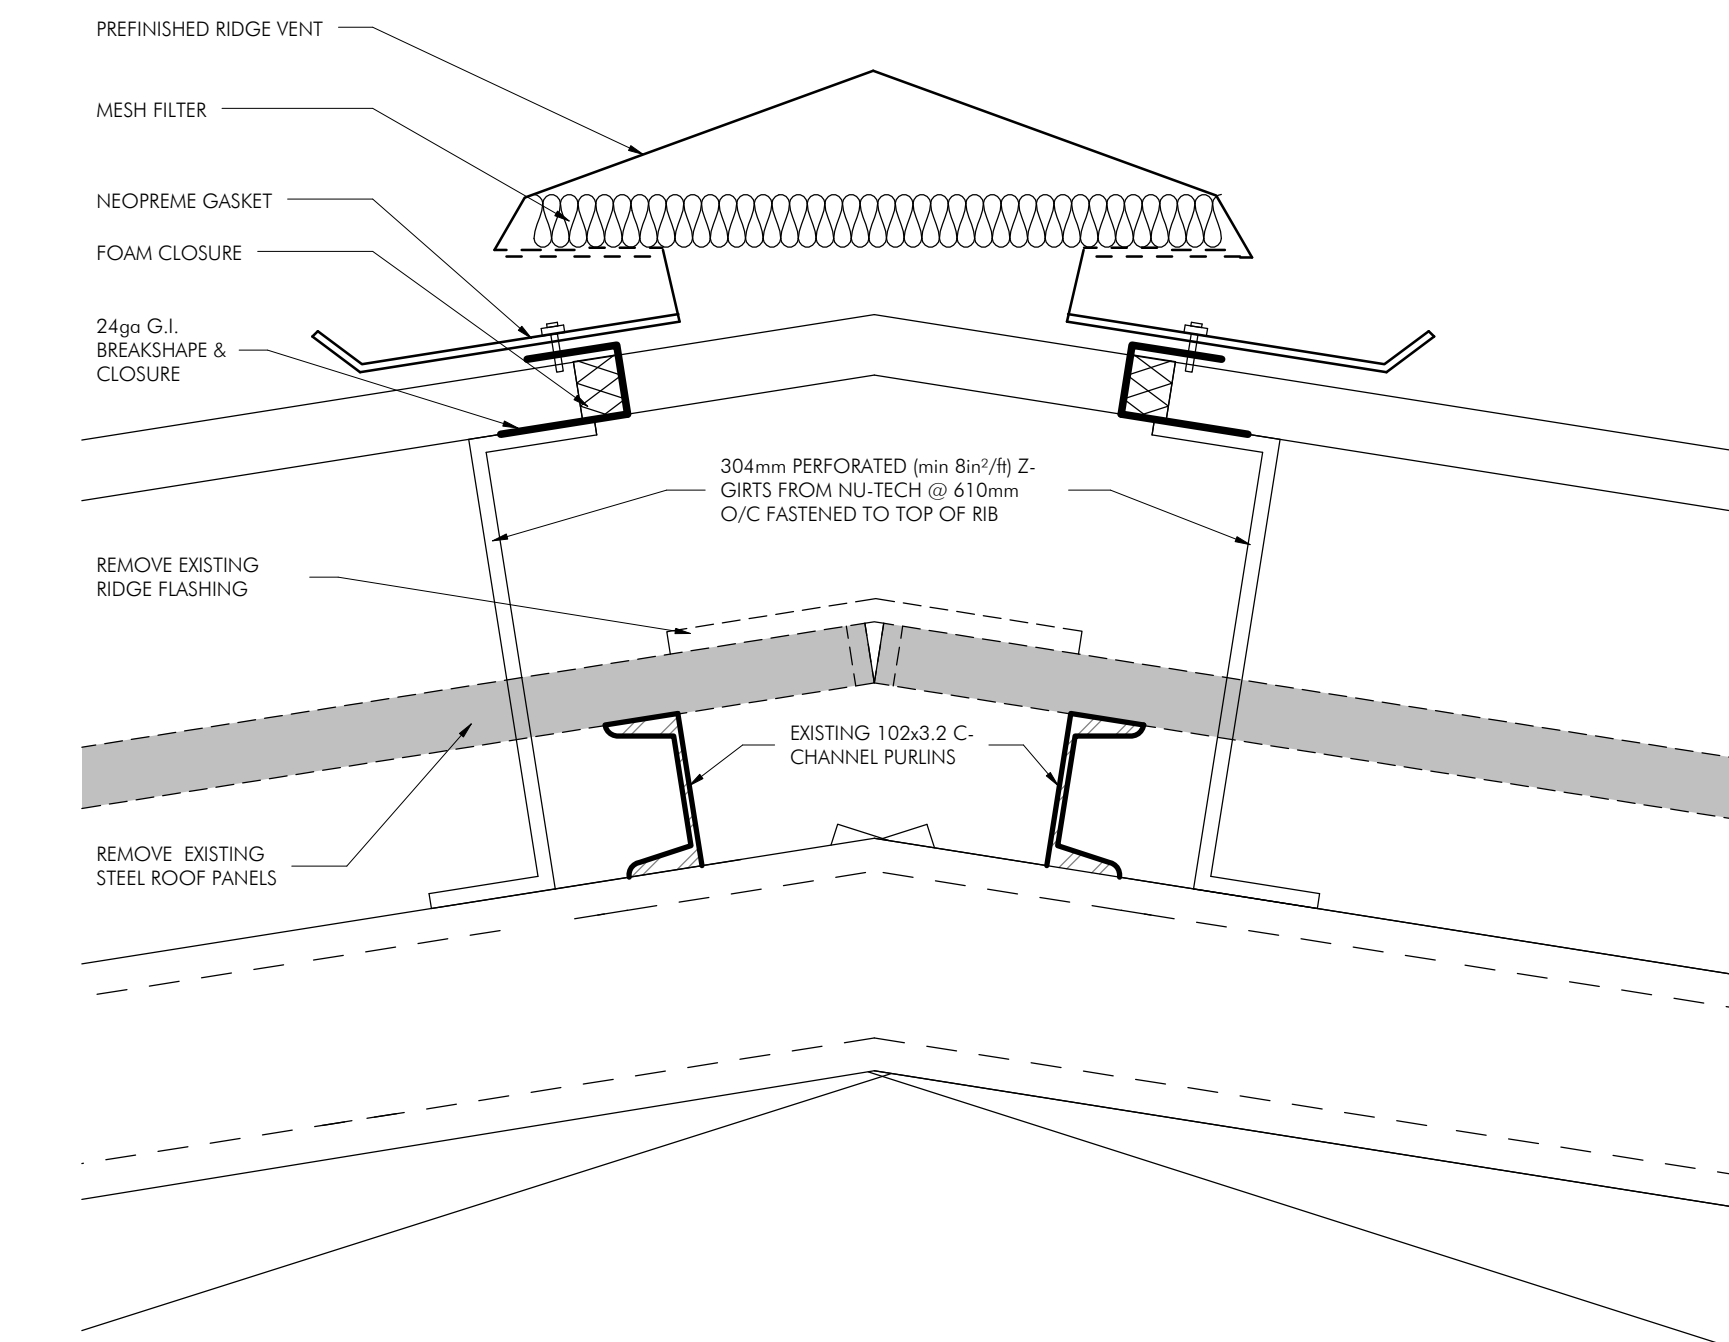 PREFINISHED RIDGE VENT
MESH FILTER
NEOPREME GASKET
FOAM CLOSURE
24ga G.I.
BREAKSHAPE &
CLOSURE
304mm PERFORATED (min 8in²/ft) Z-
GIRTS FROM NU-TECH @ 610mm
O/C FASTENED TO TOP OF RIB
REMOVE EXISTING
RIDGE FLASHING
EXISTING 102x3.2 C-
CHANNEL PURLINS
REMOVE EXISTING
STEEL ROOF PANELS